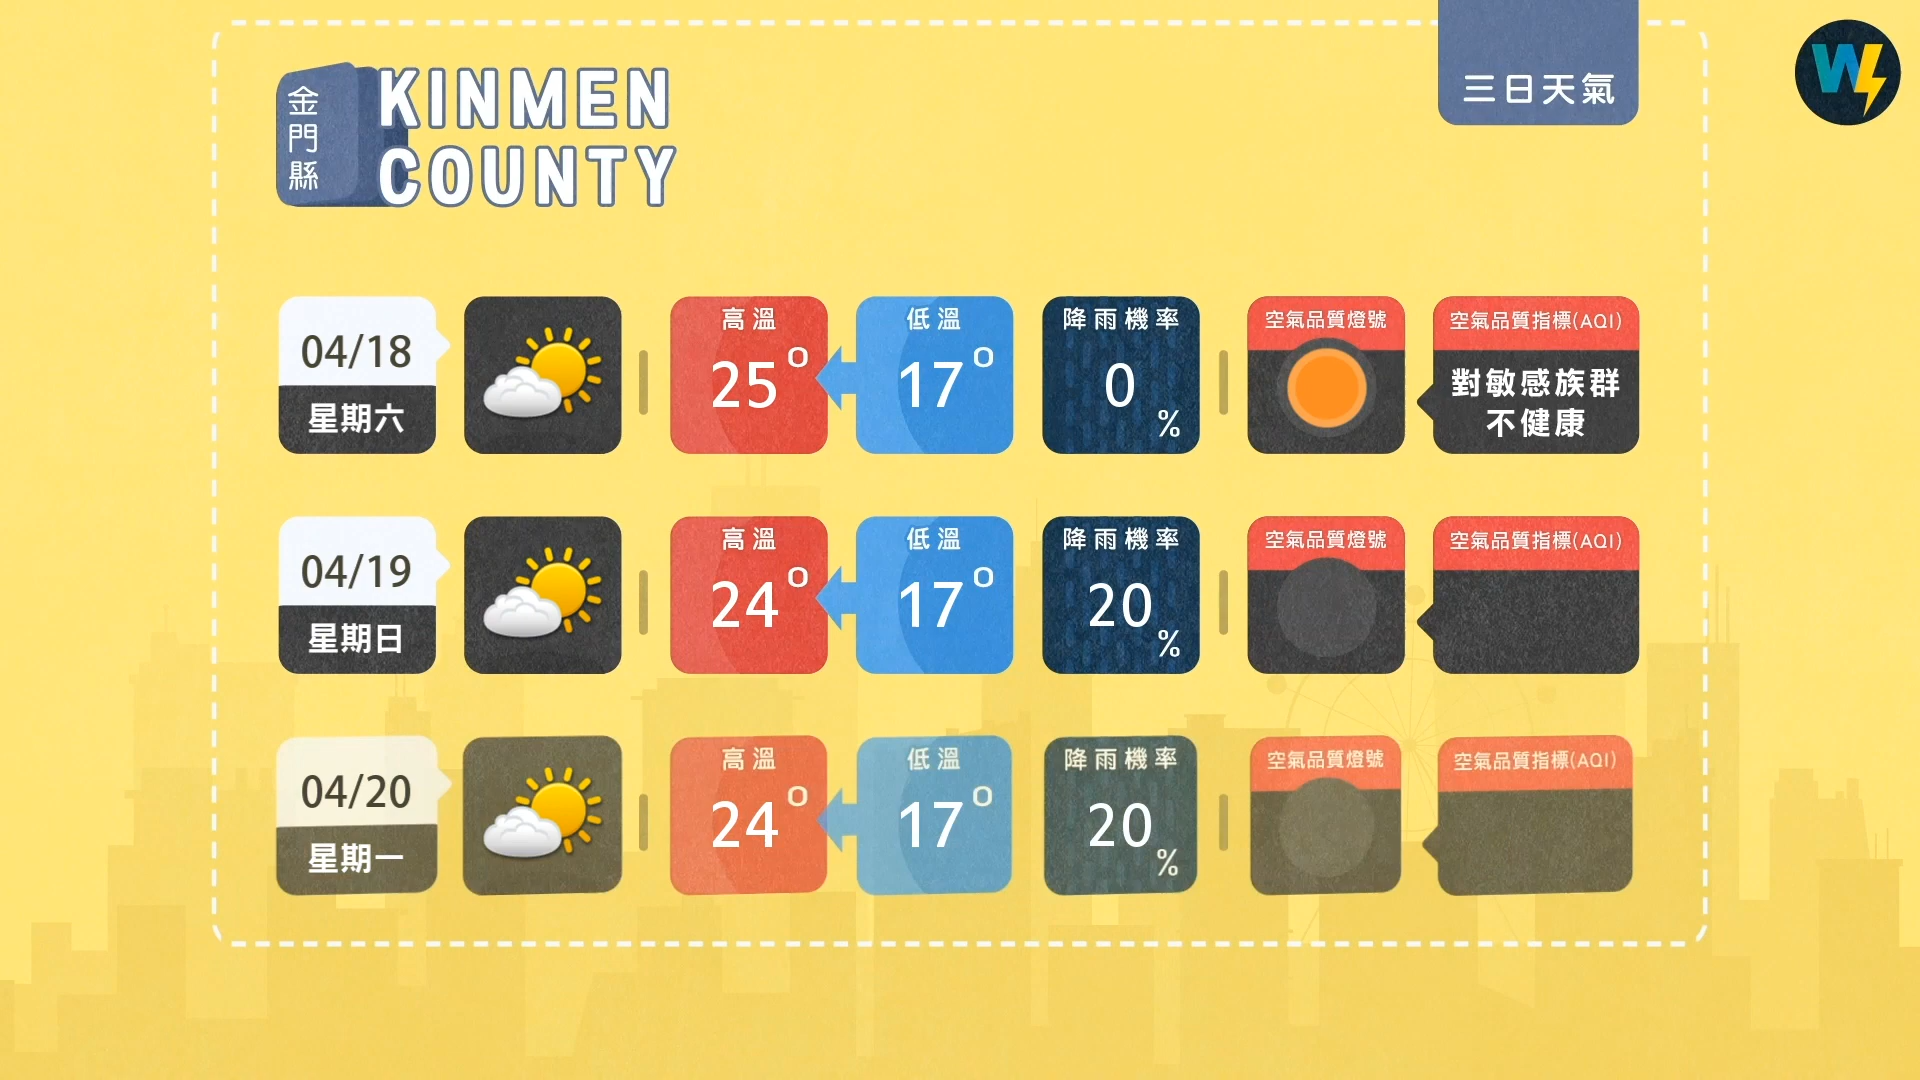 金門縣
KINMEN
COUNTY
三日天氣
W
04/18
星期六
高溫
25°
低溫
17°
降雨機率
0
%
空氣品質燈號
空氣品質指標(AQI)
對敏感族群
不健康
04/19
星期日
高溫
24°
低溫
17°
降雨機率
20
%
空氣品質燈號
空氣品質指標(AQI)
04/20
星期一
高溫
24°
低溫
17°
降雨機率
20
%
空氣品質燈號
空氣品質指標(AQI)